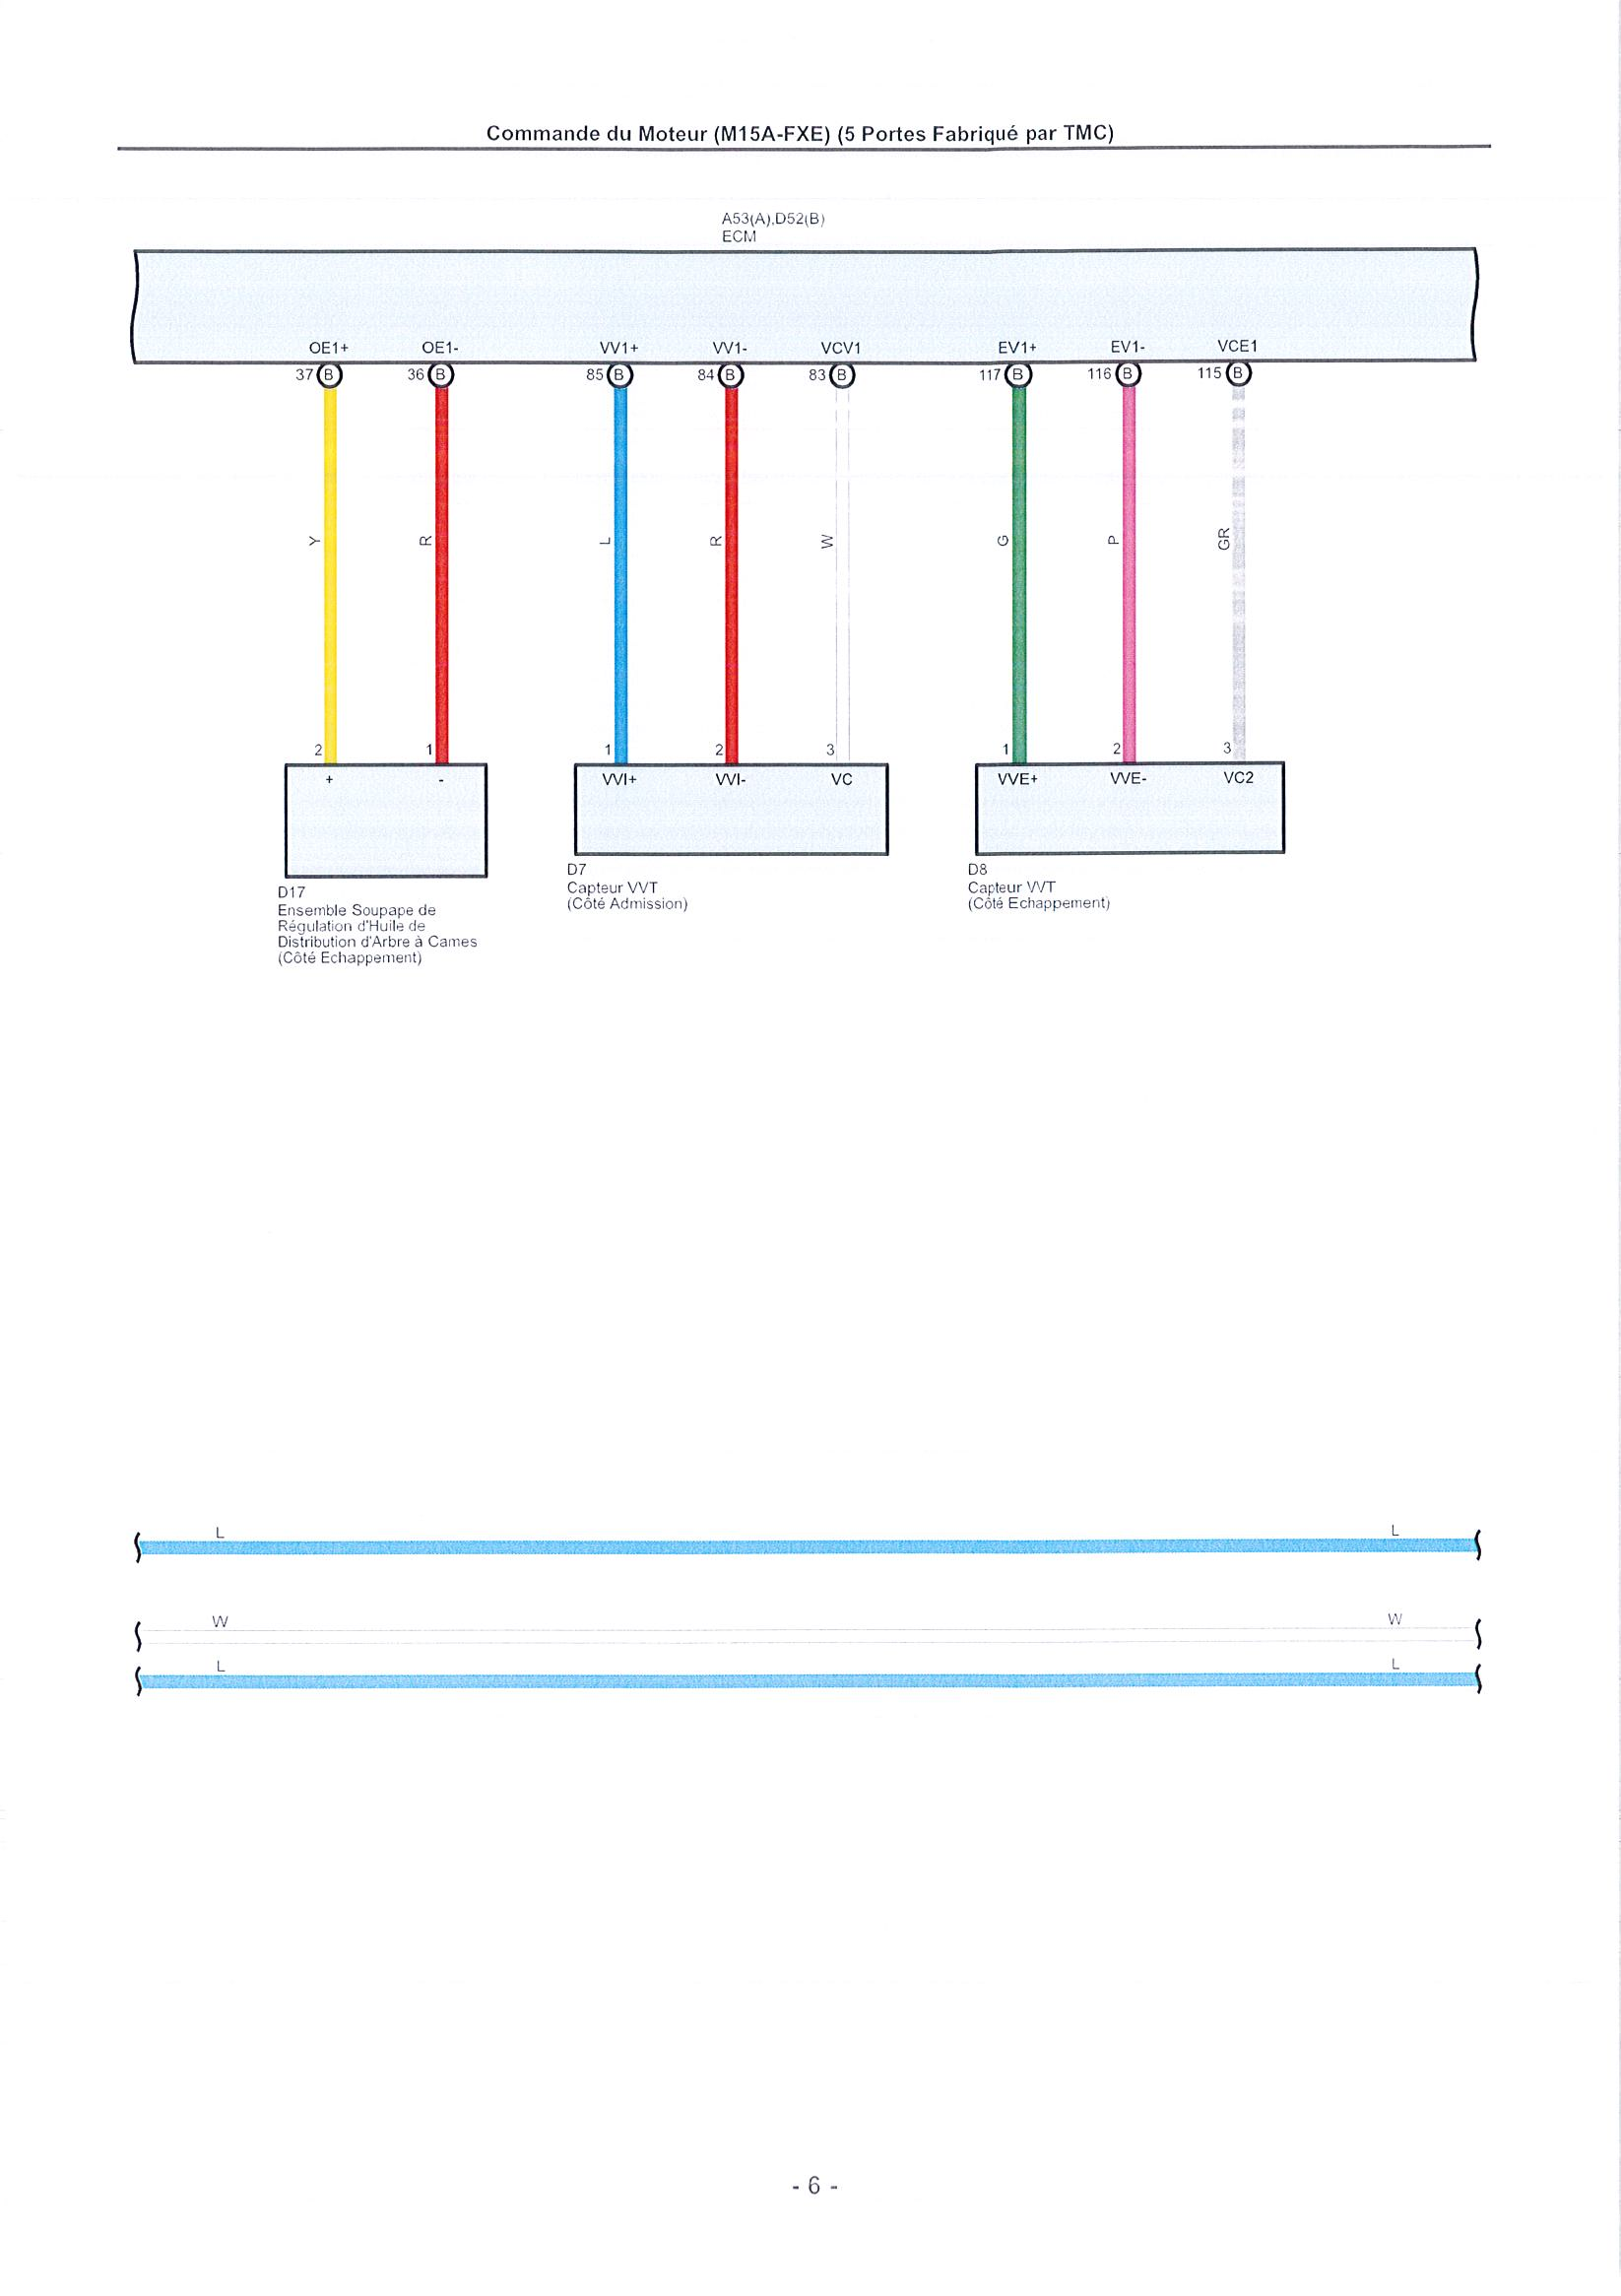 Commande du Moteur (M15A-FXE) (5 Portes Fabriqué par TMC)
A53(A),D52(B)
ECM
OE1+ OE1- VV1+ VV1- VCV1 EV1+ EV1- VCE1
37 B 36 B 85 B 84 B 83 B 117 B 116 B 115 B
Y R L R W G P GR
2 1 1 2 3 1 2 3
+ - VVI+ VVI- VC VVE+ VVE- VC2
D17
Ensemble Soupape de
Régulation d'Huile de
Distribution d'Arbre à Cames
(Côté Echappement)
D7
Capteur VVT
(Côté Admission)
D8
Capteur VVT
(Côté Echappement)
L L
W W
L L
- 6 -